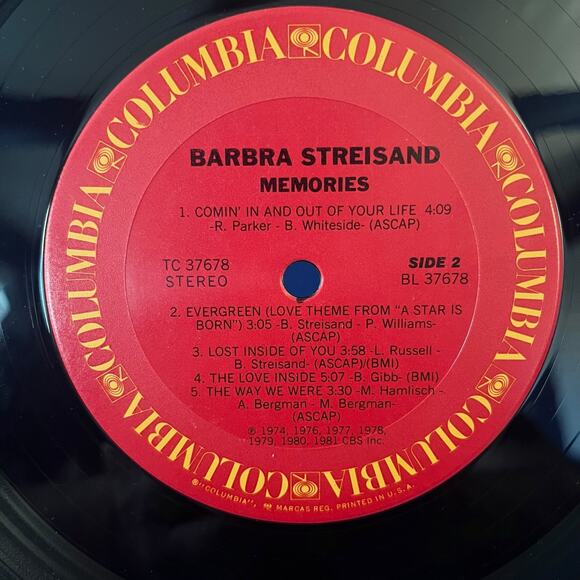 COLUMBIA COLUMBIA COLUMBIA COLUMBIA COLUMBIA COLUMBIA
BARBRA STREISAND
MEMORIES
1. COMIN' IN AND OUT OF YOUR LIFE 4:09
-R. Parker - B. Whiteside- (ASCAP)
TC 37678
STEREO
SIDE 2
BL 37678
2. EVERGREEN (LOVE THEME FROM "A STAR IS
BORN") 3:05 -B. Streisand - P. Williams-
(ASCAP)
3. LOST INSIDE OF YOU 3:58 -L. Russell -
B. Streisand- (ASCAP)/(BMI)
4. THE LOVE INSIDE 5:07 -B. Gibb- (BMI)
5. THE WAY WE WERE 3:30 -M. Hamlisch -
A. Bergman - M. Bergman-
(ASCAP)
℗ 1974, 1976, 1977, 1978,
1979, 1980, 1981 CBS Inc.
® "COLUMBIA", MARCAS REG. PRINTED IN U.S.A.